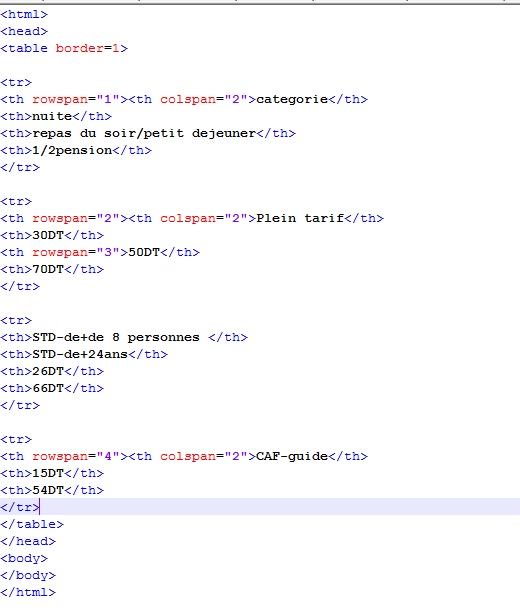 <html>
<head>
<table border=1>
<tr>
<th rowspan="1"><th colspan="2">categorie</th>
<th>nuite</th>
<th>repas du soir/petit dejeuner</th>
<th>1/2pension</th>
</tr>
<tr>
<th rowspan="2"><th colspan="2">Plein tarif</th>
<th>30DT</th>
<th rowspan="3">50DT</th>
<th>70DT</th>
</tr>
<tr>
<th>STD-de+de 8 personnes </th>
<th>STD-de+24ans</th>
<th>26DT</th>
<th>66DT</th>
</tr>
<tr>
<th rowspan="4"><th colspan="2">CAF-guide</th>
<th>15DT</th>
<th>54DT</th>
</tr>
</table>
</head>
<body>
</body>
</html>